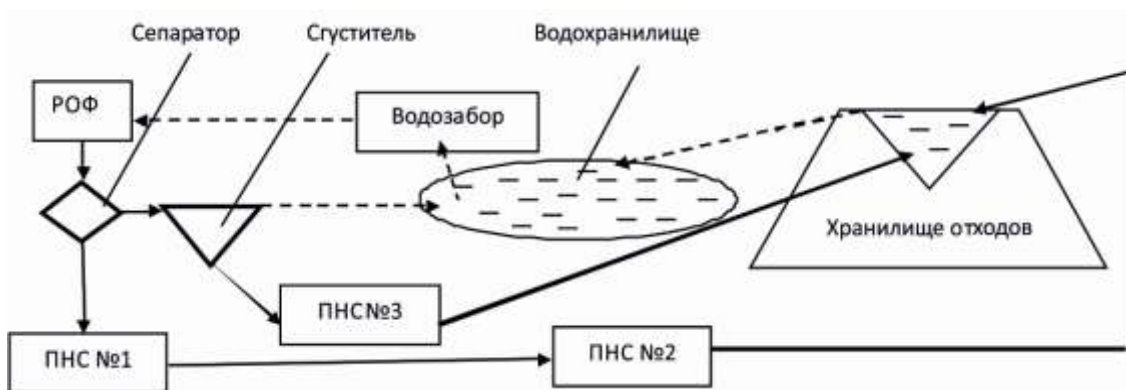 Сепаратор
Сгуститель
Водохранилище
РОФ
Водозабор
Хранилище отходов
ПНС№3
ПНС №1
ПНС №2